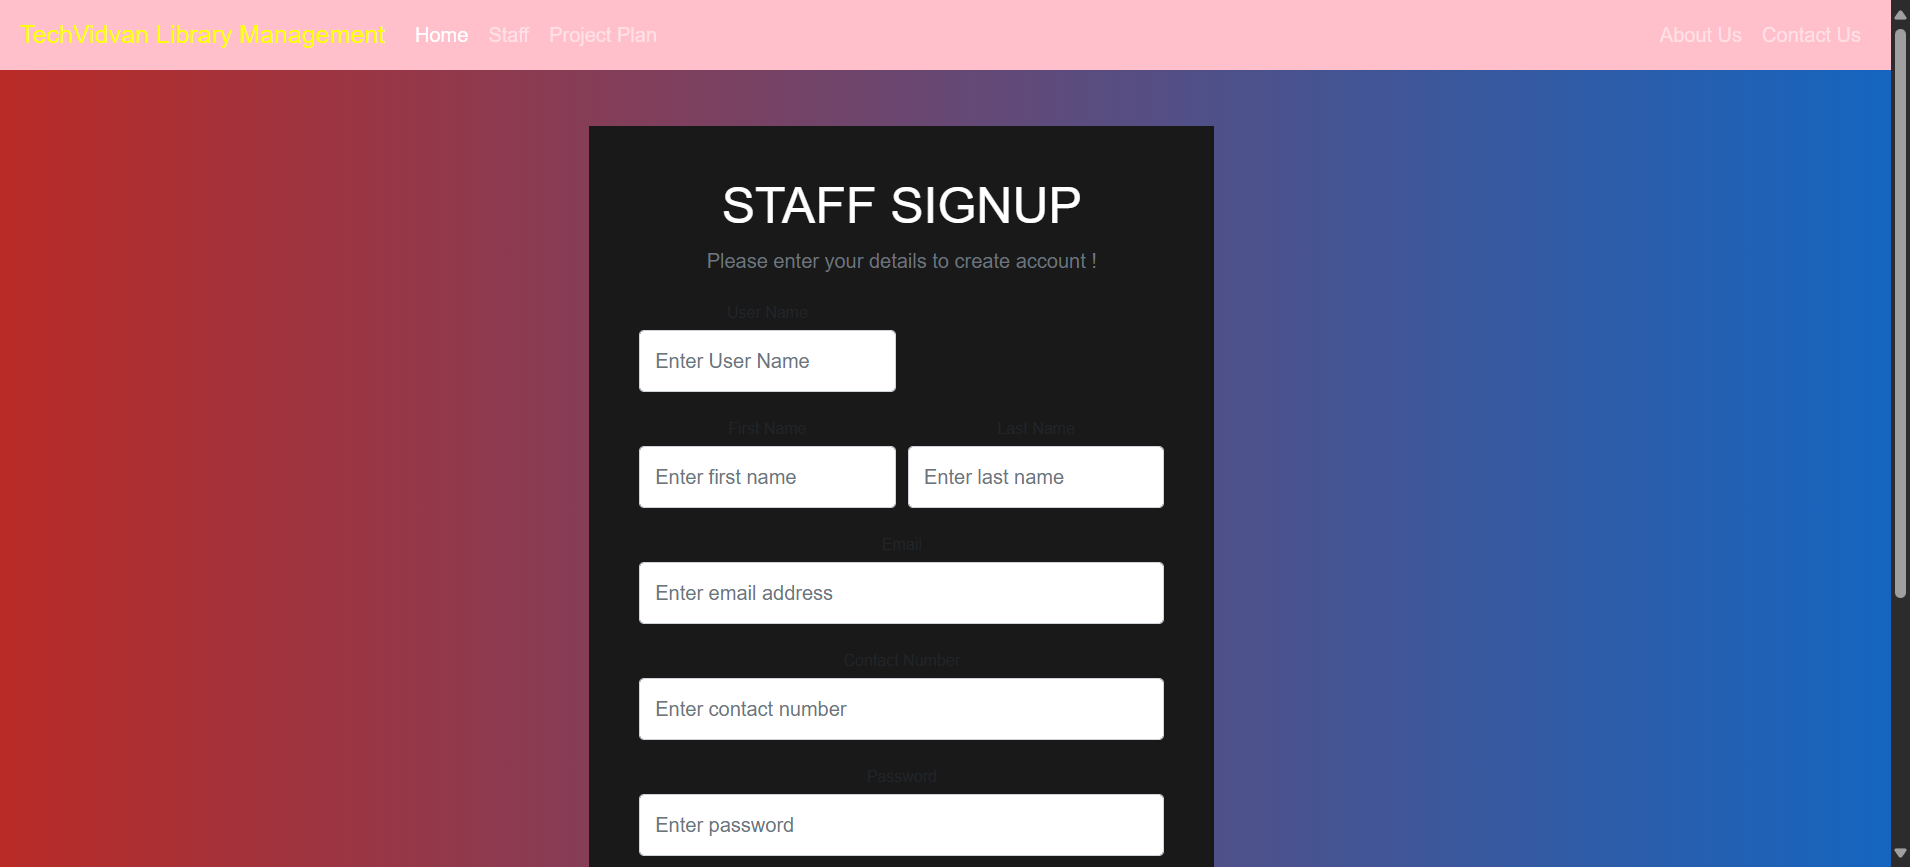 TechVidvan Library Management Home Staff Project Plan About Us Contact Us
STAFF SIGNUP
Please enter your details to create account !
User Name
Enter User Name
First Name Last Name
Enter first name Enter last name
Email
Enter email address
Contact Number
Enter contact number
Password
Enter password